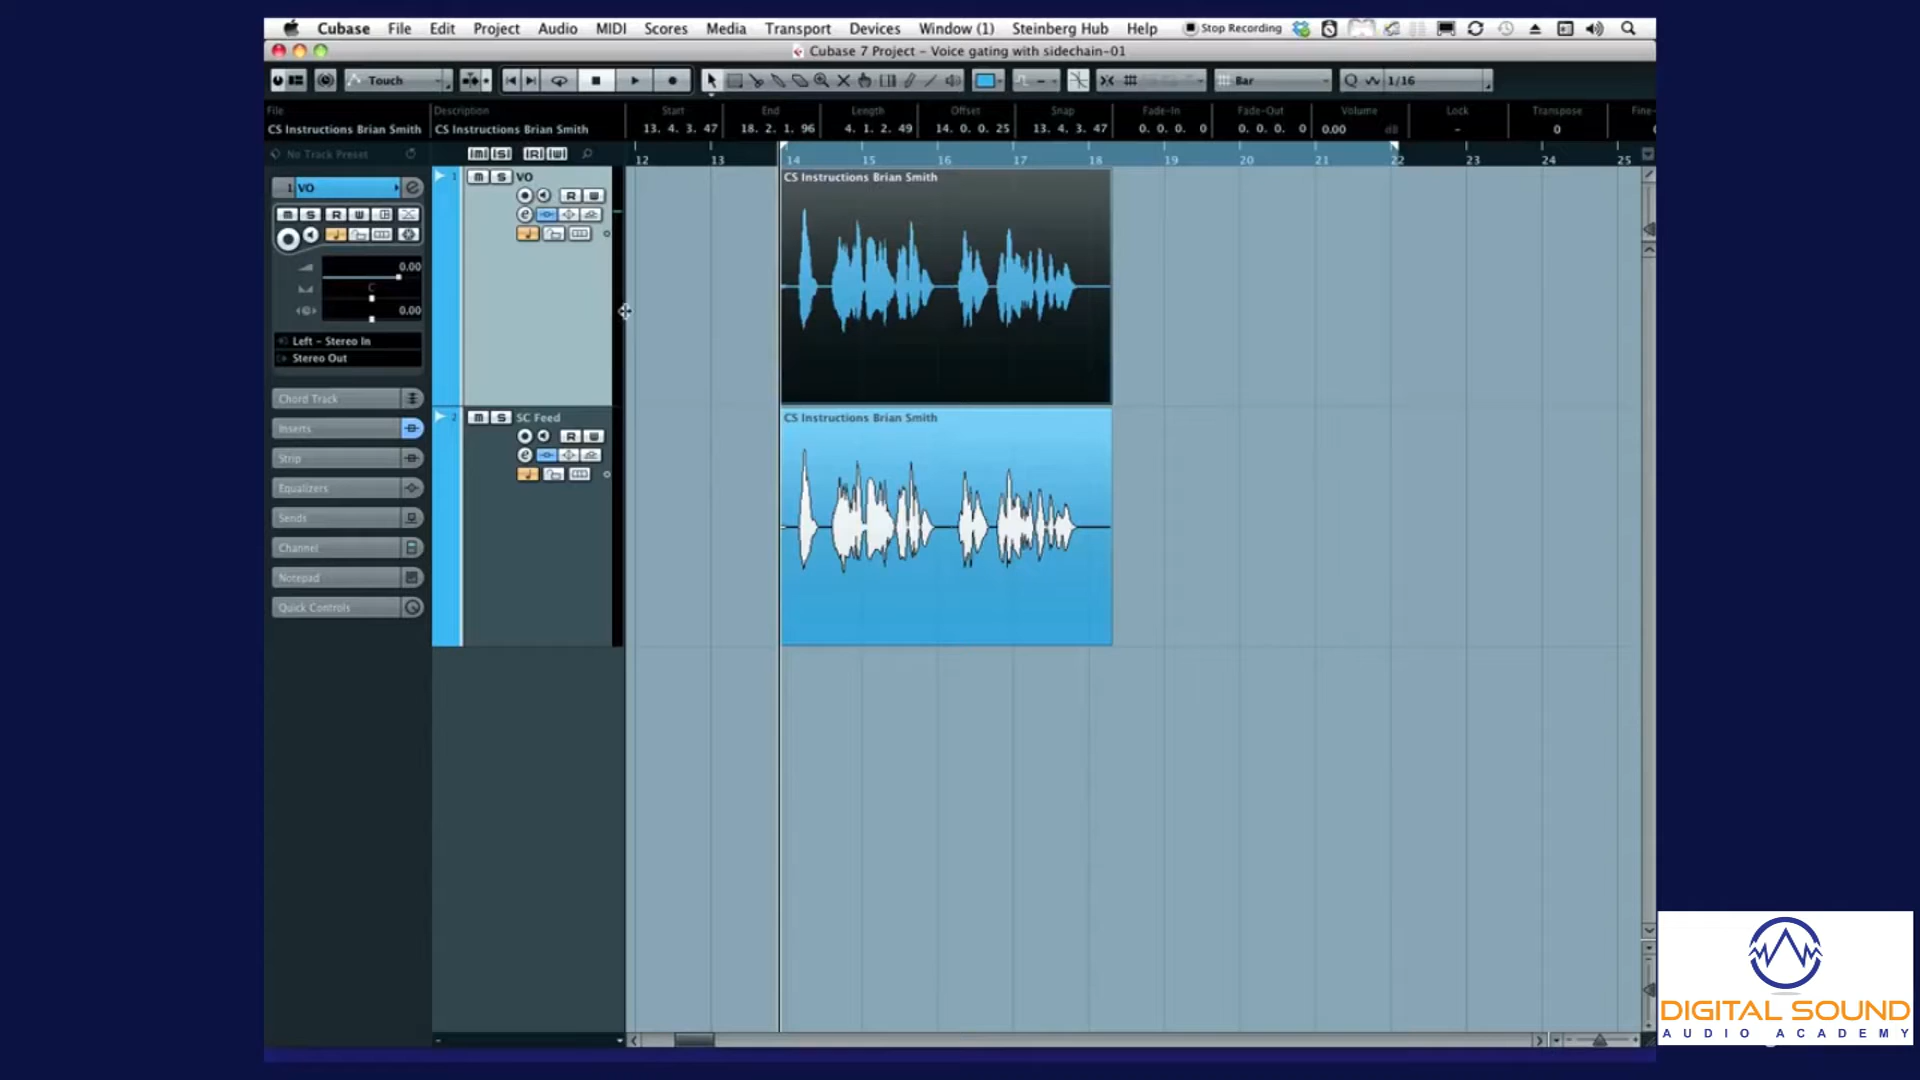 Cubase File Edit Project Audio MIDI Scores Media Transport Devices Window (1) Steinberg Hub Help Stop Recording
Cubase 7 Project – Voice gating with sidechain-01
Touch Bar Q 1/16
File Description Start End Length Offset Snap Fade-In Fade-Out Volume Lock Transpose Fine-
CS Instructions Brian Smith CS Instructions Brian Smith 13. 4. 3. 47 18. 2. 1. 96 4. 1. 2. 49 14. 0. 0. 25 13. 4. 3. 47 0. 0. 0. 0 0. 0. 0. 0 0.00 dB – 0
No Track Preset M S R W 12 13 14 15 16 17 18 19 20 21 22 23 24 25
1 VO e
1 M S VO
CS Instructions Brian Smith
R W
M S R W
e
0.00
C
0.00
Left – Stereo In
Stereo Out
Chord Track
2 M S SC Feed
CS Instructions Brian Smith
Inserts
R W
e
Strip
Equalizers
Sends
Channel
Notepad
Quick Controls
DIGITAL SOUND
AUDIO ACADEMY